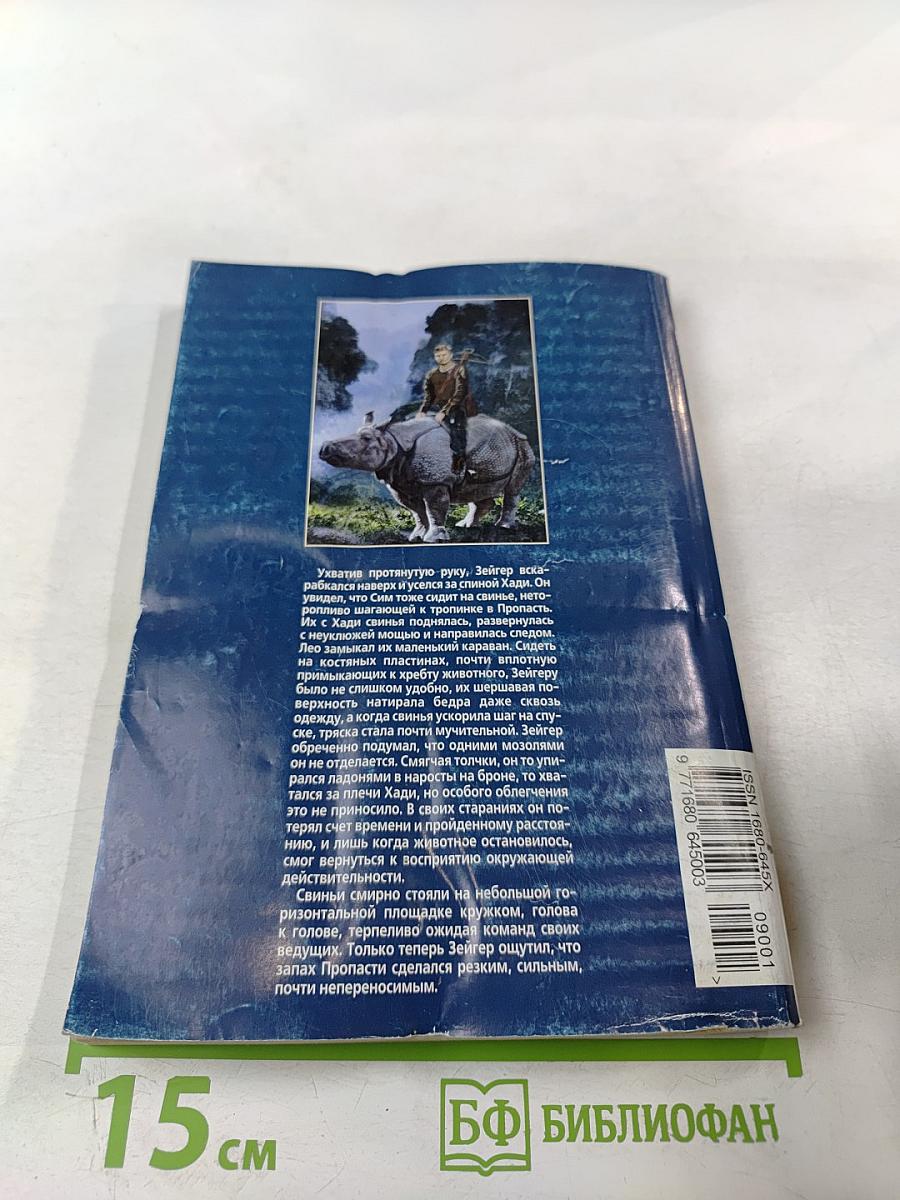 Ухватив протянутую руку, Зейгер вска-
рабкался наверх и уселся за спиной Хади. Он
увидел, что Сим тоже сидит на свинье, нето-
ропливо шагающей к тропинке в Пропасть.
Их с Хади свинья поднялась, развернулась
с неуклюжей мощью и направилась следом.
Лео замыкал их маленький караван. Сидеть
на костяных пластинах, почти вплотную
примыкающих к хребту животного, Зейгеру
было не слишком удобно, их шершавая по-
верхность натирала бедра даже сквозь
одежду, а когда свинья ускорила шаг на спу-
ске, тряска стала почти мучительной. Зейгер
обреченно подумал, что одними мозолями
он не отделается. Смягчая толчки, он то упи-
рался ладонями в наросты на броне, то хва-
тался за плечи Хади, но особого облегчения
это не приносило. В своих стараниях он по-
терял счет времени и пройденному расстоя-
нию, и лишь когда животное остановилось,
смог вернуться к восприятию окружающей
действительности.
Свиньи смирно стояли на небольшой го-
ризонтальной площадке кружком, голова
к голове, терпеливо ожидая команд своих
ведущих. Только теперь Зейгер ощутил, что
запах Пропасти сделался резким, сильным,
почти непереносимым.
ISSN 1680-645X
09001
9 771680 645003 >
15 см
БФ БИБЛИОФАН